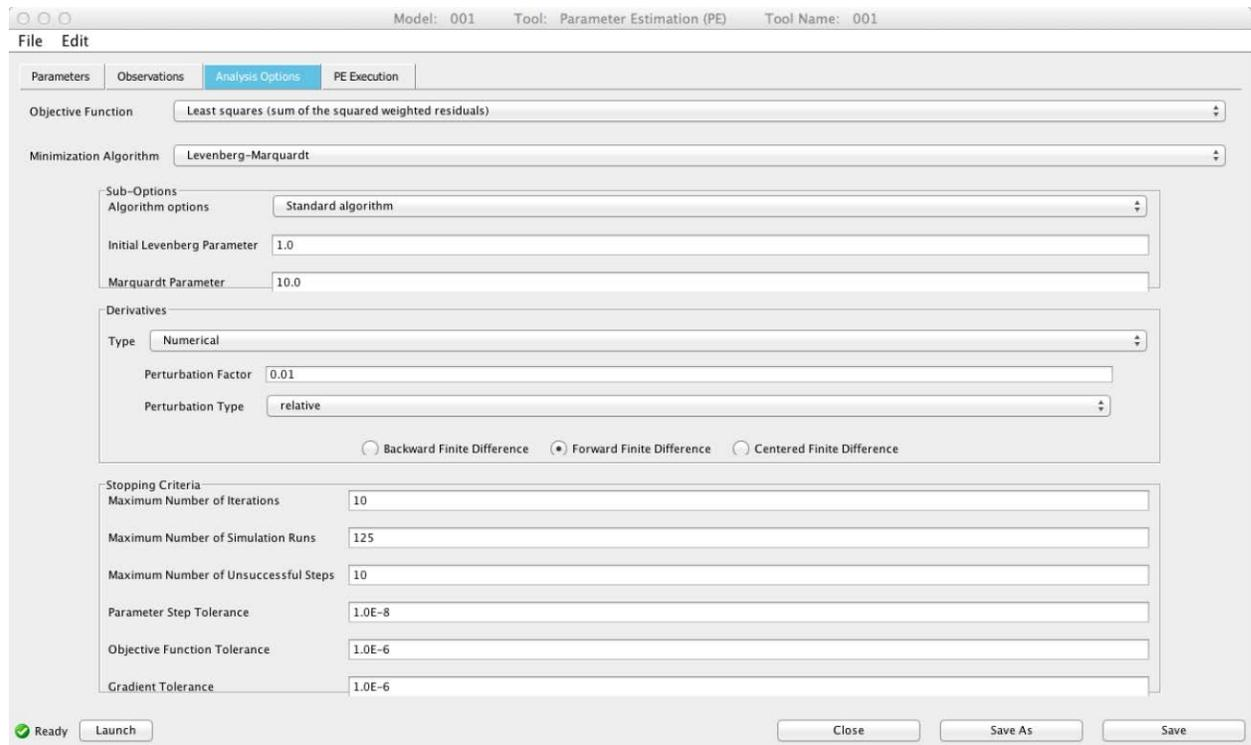 Model: 001 Tool: Parameter Estimation (PE) Tool Name: 001
File Edit
Parameters Observations Analysis Options PE Execution
Objective Function Least squares (sum of the squared weighted residuals)
Minimization Algorithm Levenberg-Marquardt
Sub-Options
Algorithm options Standard algorithm
Initial Levenberg Parameter 1.0
Marquardt Parameter 10.0
Derivatives
Type Numerical
Perturbation Factor 0.01
Perturbation Type relative
Backward Finite Difference Forward Finite Difference Centered Finite Difference
Stopping Criteria
Maximum Number of Iterations 10
Maximum Number of Simulation Runs 125
Maximum Number of Unsuccessful Steps 10
Parameter Step Tolerance 1.0E-8
Objective Function Tolerance 1.0E-6
Gradient Tolerance 1.0E-6
Ready Launch Close Save As Save